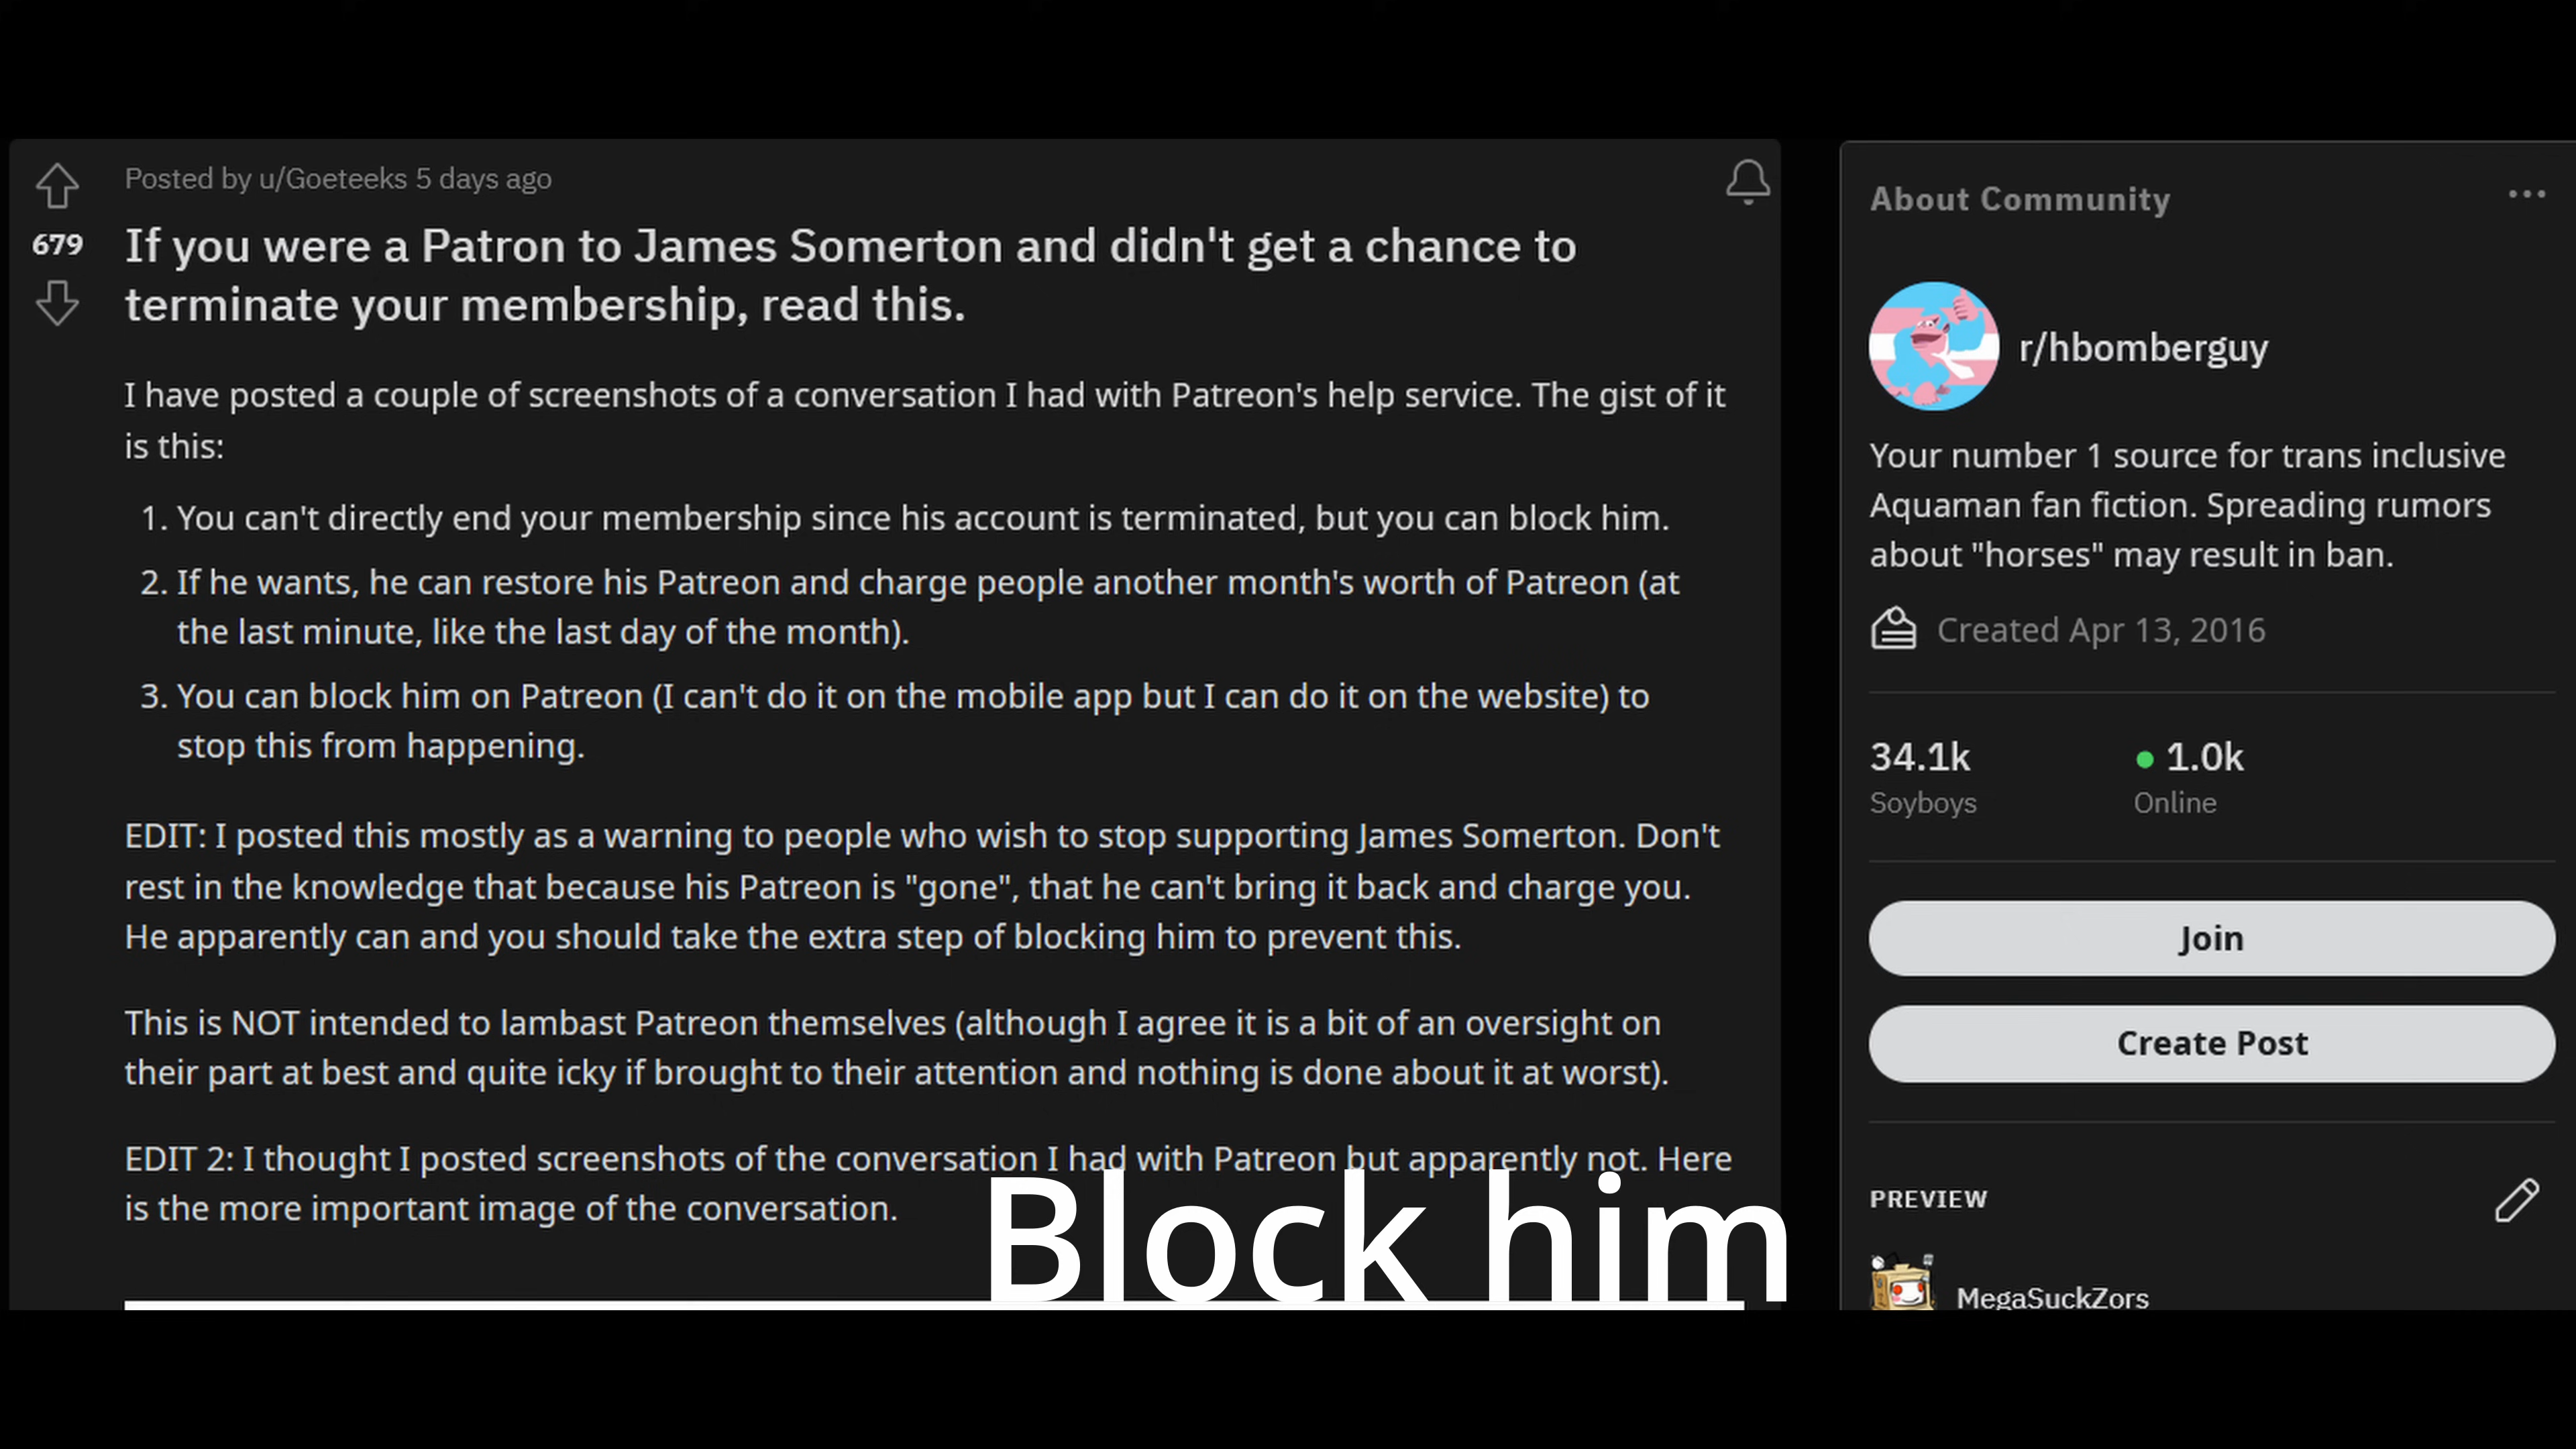 Posted by u/Goeteeks 5 days ago
679
If you were a Patron to James Somerton and didn't get a chance to
terminate your membership, read this.
I have posted a couple of screenshots of a conversation I had with Patreon's help service. The gist of it
is this:
1. You can't directly end your membership since his account is terminated, but you can block him.
2. If he wants, he can restore his Patreon and charge people another month's worth of Patreon (at
the last minute, like the last day of the month).
3. You can block him on Patreon (I can't do it on the mobile app but I can do it on the website) to
stop this from happening.
EDIT: I posted this mostly as a warning to people who wish to stop supporting James Somerton. Don't
rest in the knowledge that because his Patreon is "gone", that he can't bring it back and charge you.
He apparently can and you should take the extra step of blocking him to prevent this.
This is NOT intended to lambast Patreon themselves (although I agree it is a bit of an oversight on
their part at best and quite icky if brought to their attention and nothing is done about it at worst).
EDIT 2: I thought I posted screenshots of the conversation I had with Patreon but apparently not. Here
is the more important image of the conversation.
Block him
About Community
r/hbomberguy
Your number 1 source for trans inclusive
Aquaman fan fiction. Spreading rumors
about "horses" may result in ban.
Created Apr 13, 2016
34.1k 1.0k
Soyboys Online
Join
Create Post
PREVIEW
MegaSuckZors